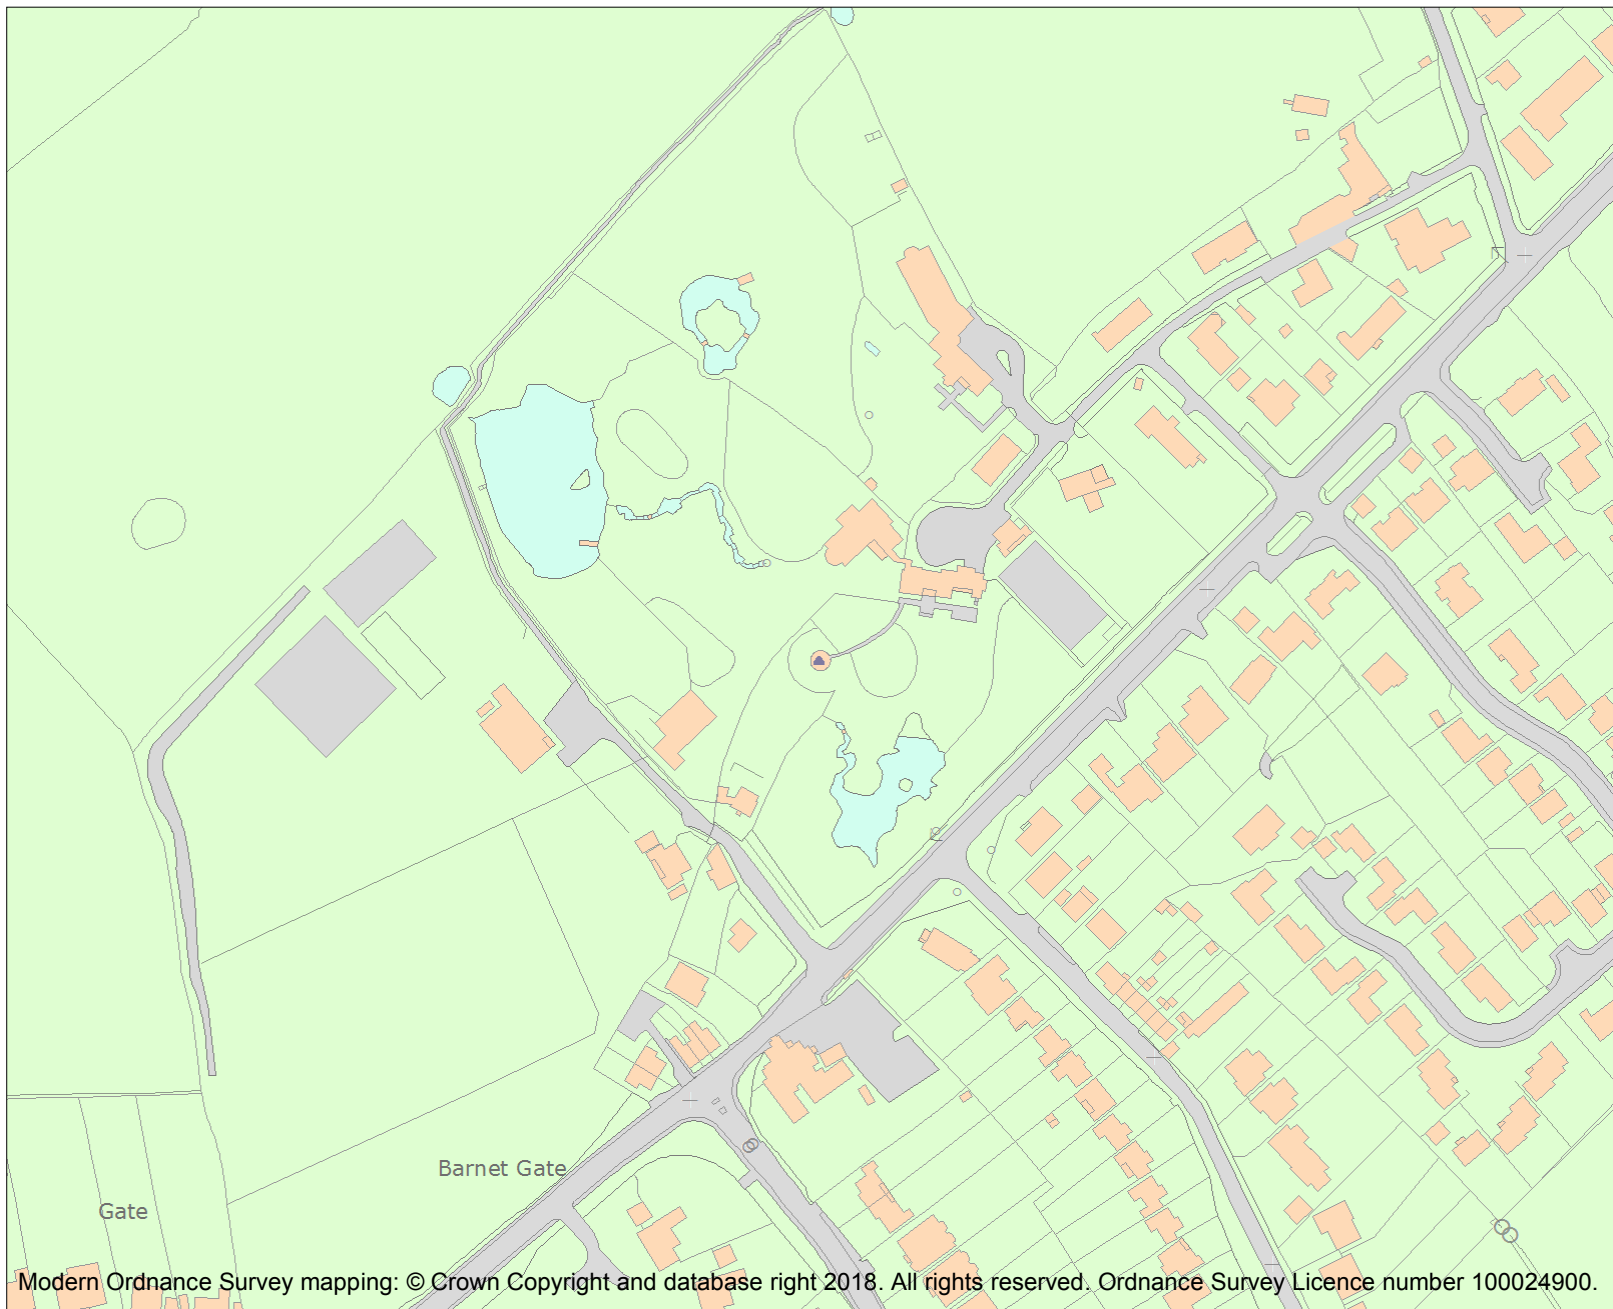 Barnet Gate
Gate
Modern Ordnance Survey mapping: © Crown Copyright and database right 2018. All rights reserved. Ordnance Survey Licence number 100024900.